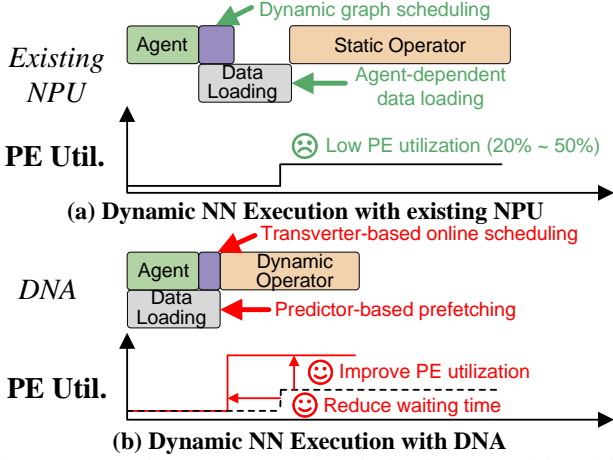 Dynamic graph scheduling
Agent
Static Operator
Existing
NPU
Data
Loading
Agent-dependent
data loading
PE Util.
Low PE utilization (20% ~ 50%)
(a) Dynamic NN Execution with existing NPU
Transverter-based online scheduling
Agent
Dynamic
Operator
DNA
Data
Loading
Predictor-based prefetching
PE Util.
Improve PE utilization
Reduce waiting time
(b) Dynamic NN Execution with DNA